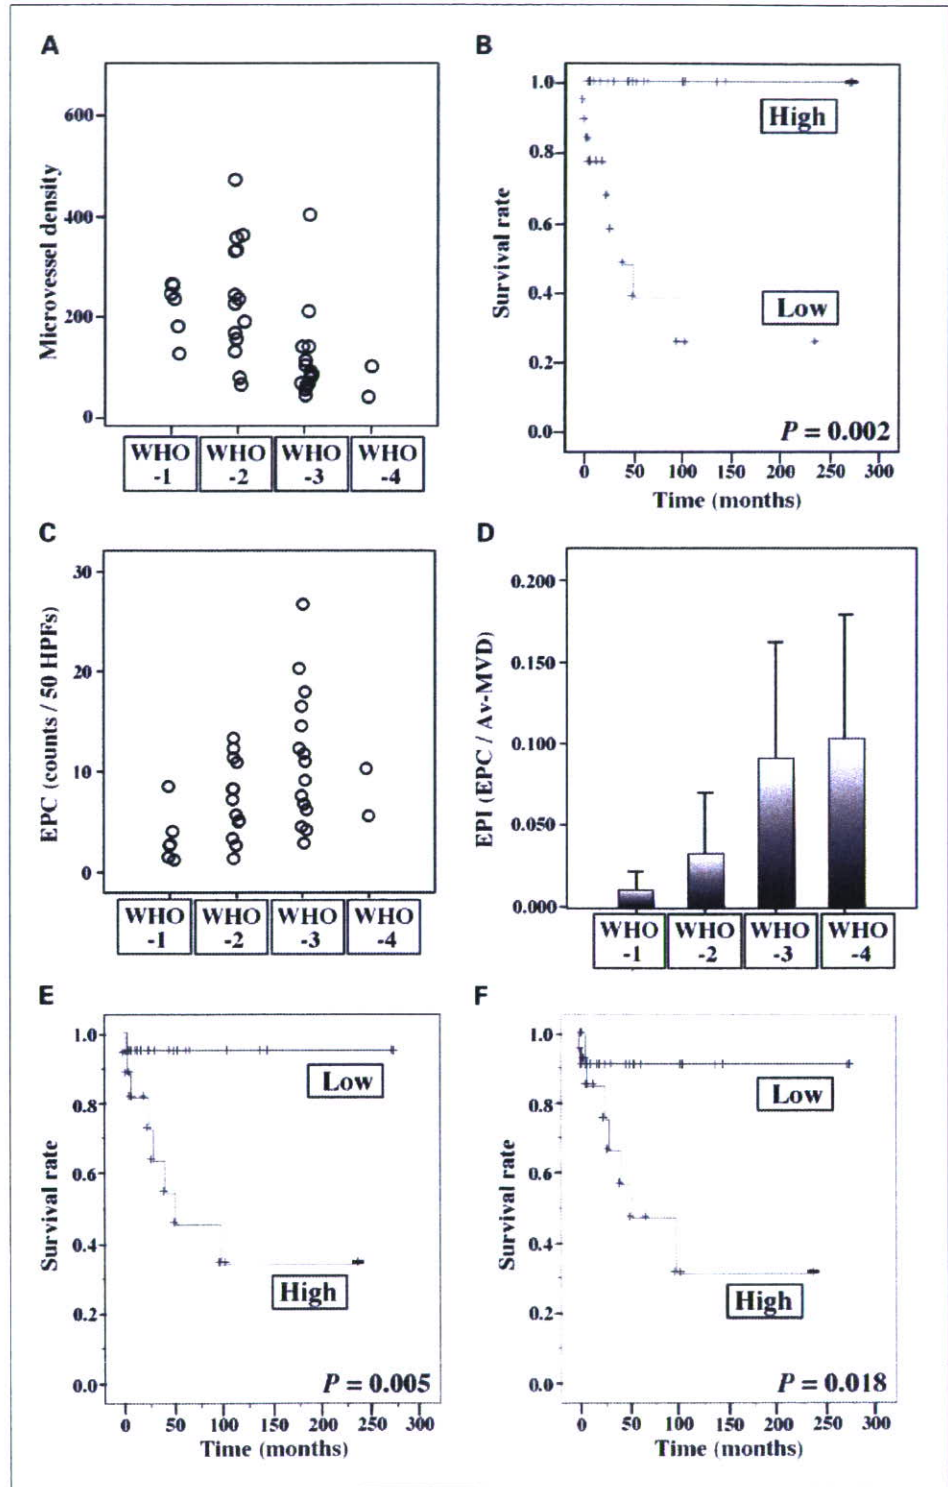 A
Microvessel density
600
400
200
0
WHO -1
WHO -2
WHO -3
WHO -4
B
Survival rate
1.0
0.8
0.6
0.4
0.2
0.0
High
Low
P = 0.002
0 50 100 150 200 250 300
Time (months)
C
EPC (counts / 50 HPFs)
30
20
10
0
WHO -1
WHO -2
WHO -3
WHO -4
D
EPI (EPC / Av-MVD)
0.200
0.150
0.100
0.050
0.000
WHO -1
WHO -2
WHO -3
WHO -4
E
Survival rate
1.0
0.8
0.6
0.4
0.2
0.0
Low
High
P = 0.005
0 50 100 150 200 250 300
Time (months)
F
Survival rate
1.0
0.8
0.6
0.4
0.2
0.0
Low
High
P = 0.018
0 50 100 150 200 250 300
Time (months)